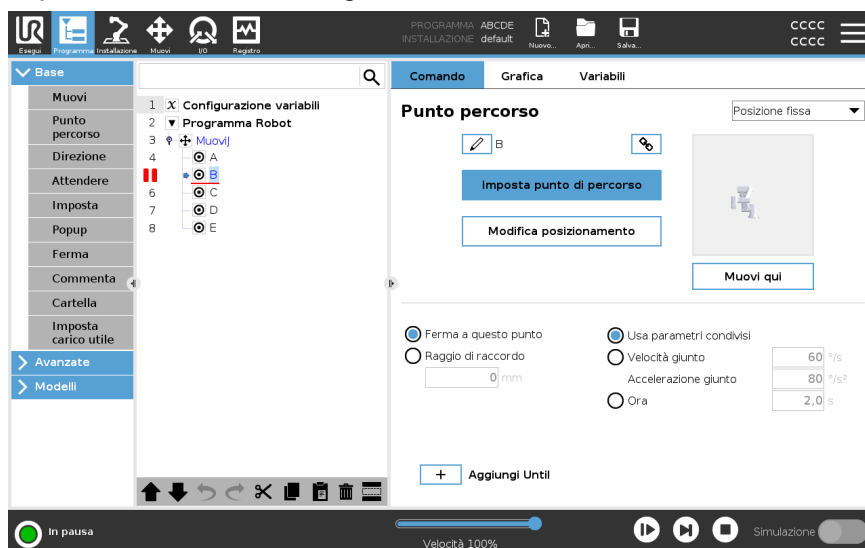 PROGRAMMA ABCDE
INSTALLAZIONE default
UR
Esegui Programma Installazione Muovi I/O Registro
Nuovo... Apri... Salva...
cccc
cccc
Base
Muovi
Punto
percorso
Direzione
Attendere
Imposta
Popup
Ferma
Commenta
Cartella
Imposta
carico utile
Avanzate
Modelli
1 X Configurazione variabili
2 Programma Robot
3 MuoviJ
4 A
B
6 C
7 D
8 E
Comando Grafica Variabili
Punto percorso
Posizione fissa
B
Imposta punto di percorso
Modifica posizionamento
Muovi qui
Ferma a questo punto
Raggio di raccordo
0 mm
Usa parametri condivisi
Velocità giunto 60 °/s
Accelerazione giunto 80 °/s²
Ora 2,0 s
+ Aggiungi Until
In pausa
Velocità 100%
Simulazione